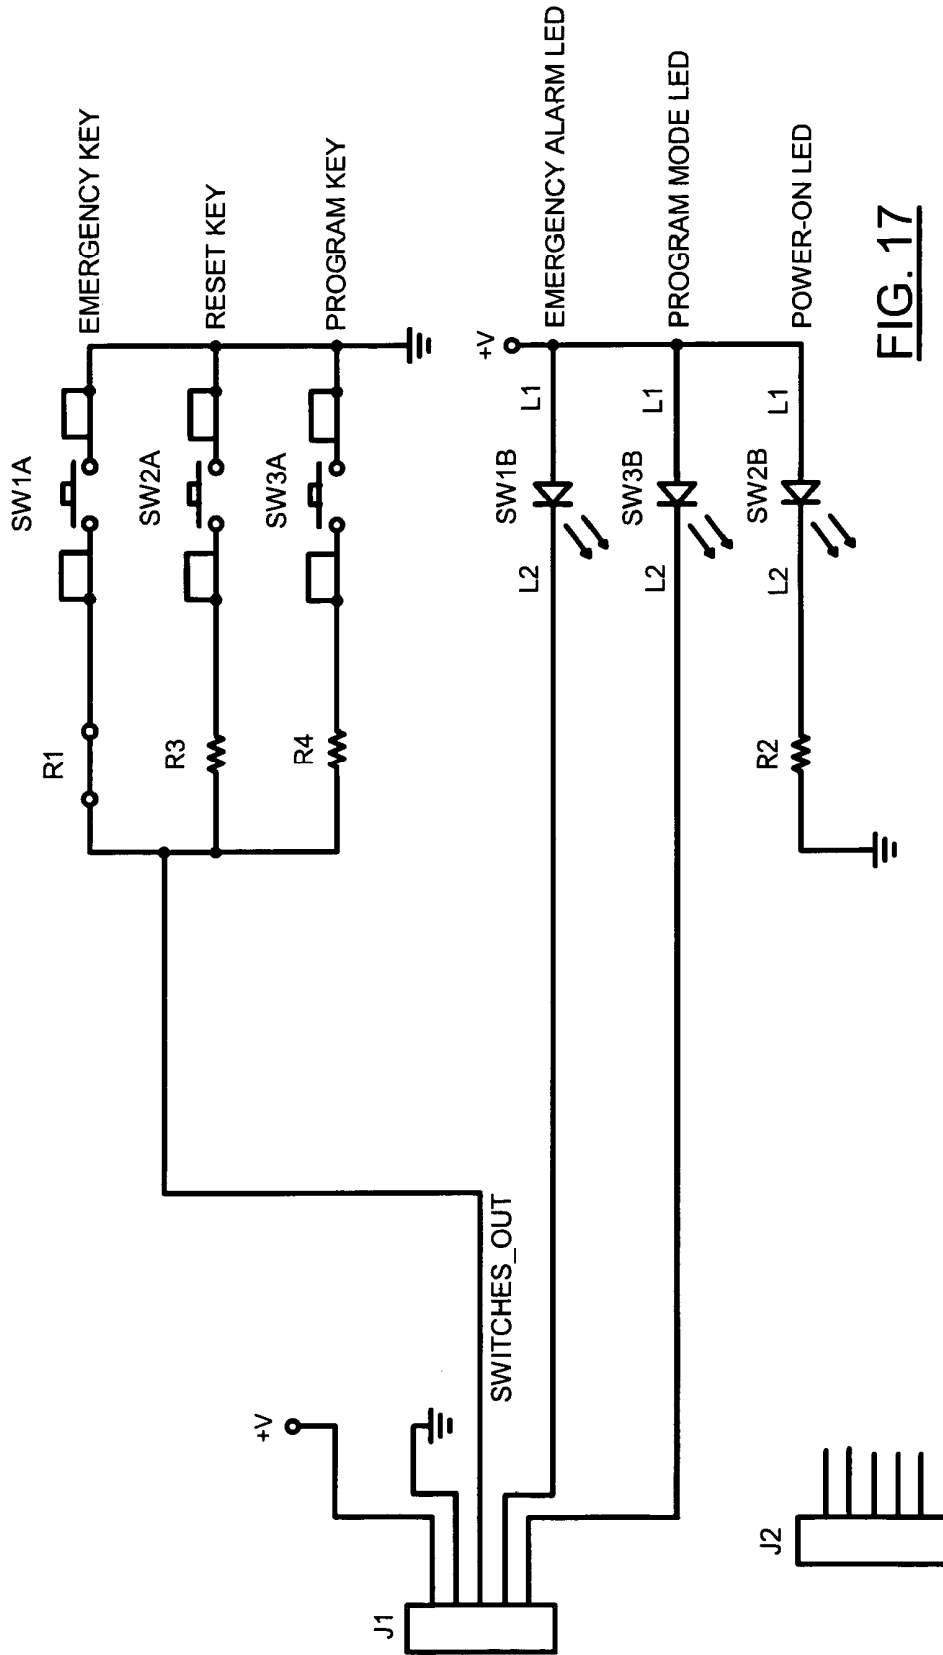 SW1A
EMERGENCY KEY
R1
SW2A
RESET KEY
R3
SW3A
PROGRAM KEY
R4
+V
SWITCHES_OUT
J1
+V
SW1B
L1
L2
EMERGENCY ALARM LED
SW3B
L1
L2
PROGRAM MODE LED
SW2B
L1
L2
POWER-ON LED
R2
J2
FIG. 17